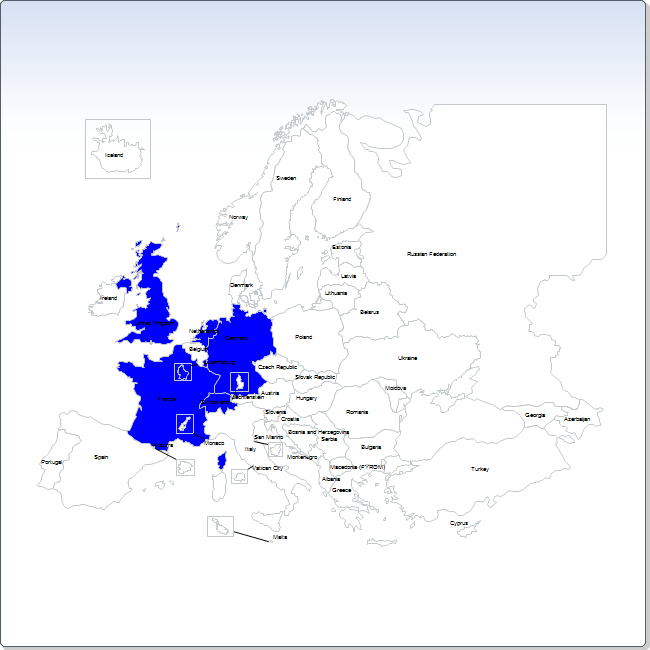 Iceland
Sweden
Finland
Norway
Estonia
Russian Federation
Latvia
Denmark
Lithuania
Ireland
Belarus
Netherlands
Germany
Poland
Belgium
Ukraine
Czech Republic
Slovak Republic
Moldova
Austria
Liechtenstein
Hungary
France
Romania
Slovenia
Georgia
Croatia
Azerbaijan
Bosnia and Herzegovina
San Marino
Serbia
Monaco
Italy
Bulgaria
Spain
Montenegro
Portugal
Vatican City
Macedonia (FYROM)
Turkey
Albania
Greece
Cyprus
Malta